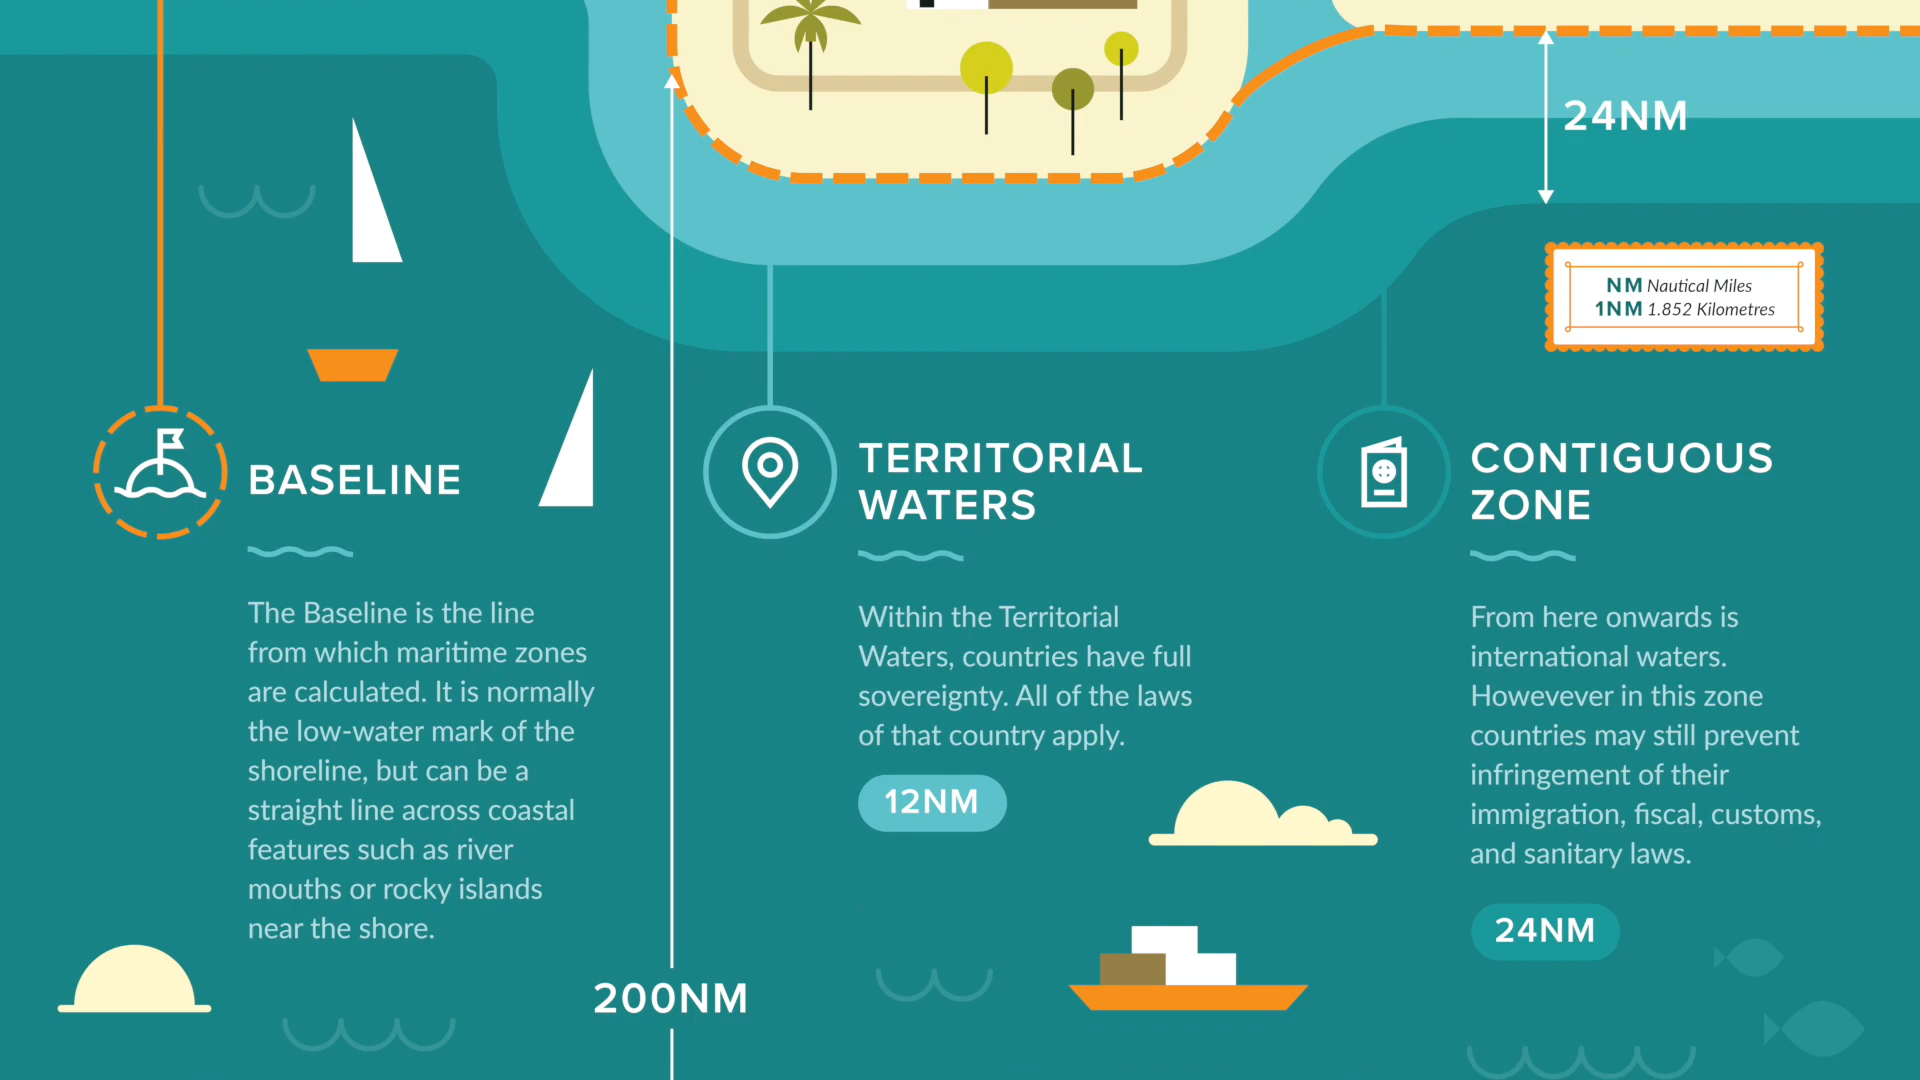 24NM
NM Nautical Miles
1NM 1.852 Kilometres
BASELINE
The Baseline is the line
from which maritime zones
are calculated. It is normally
the low-water mark of the
shoreline, but can be a
straight line across coastal
features such as river
mouths or rocky islands
near the shore.
200NM
TERRITORIAL
WATERS
Within the Territorial
Waters, countries have full
sovereignty. All of the laws
of that country apply.
12NM
CONTIGUOUS
ZONE
From here onwards is
international waters.
Howevever in this zone
countries may still prevent
infringement of their
immigration, fiscal, customs,
and sanitary laws.
24NM